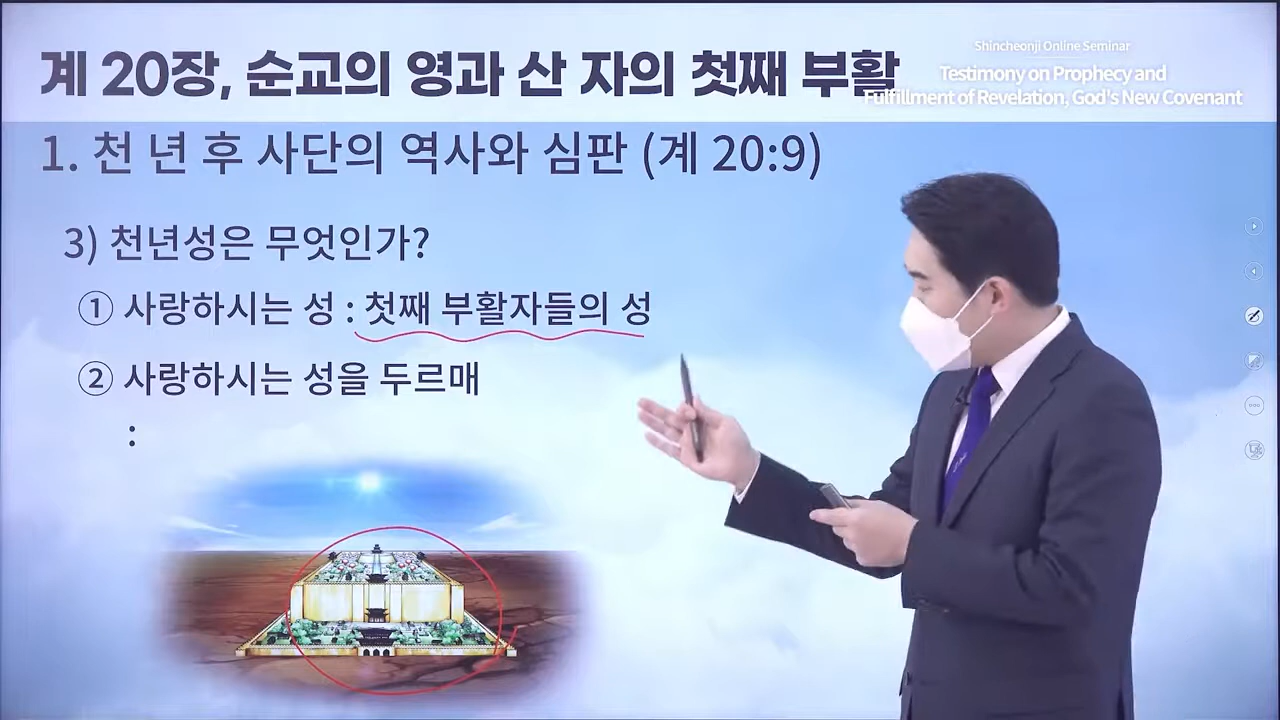 계 20장, 순교의 영과 산 자의 첫째 부활
Shincheonji Online Seminar
Testimony on Prophecy and
Fulfillment of Revelation, God's New Covenant
1. 천 년 후 사단의 역사와 심판 (계 20:9)
3) 천년성은 무엇인가?
① 사랑하시는 성 : 첫째 부활자들의 성
② 사랑하시는 성을 두르매
: